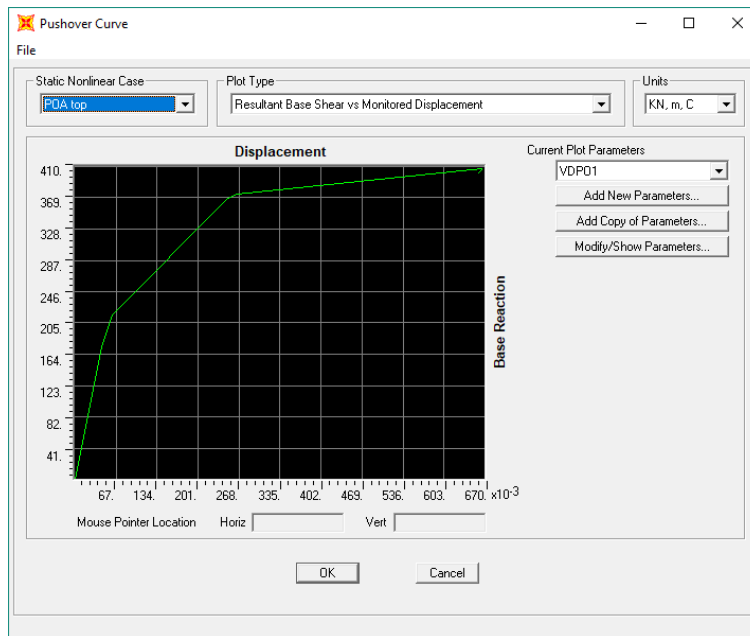 Pushover Curve
File
Static Nonlinear Case
POA top
Plot Type
Resultant Base Shear vs Monitored Displacement
Units
KN, m, C
Displacement
410.
369.
328.
287.
246.
205.
164.
123.
82.
41.
67. 134. 201. 268. 335. 402. 469. 536. 603. 670. x10-3
Base Reaction
Current Plot Parameters
VDPO1
Add New Parameters...
Add Copy of Parameters...
Modify/Show Parameters...
Mouse Pointer Location Horiz Vert
OK Cancel